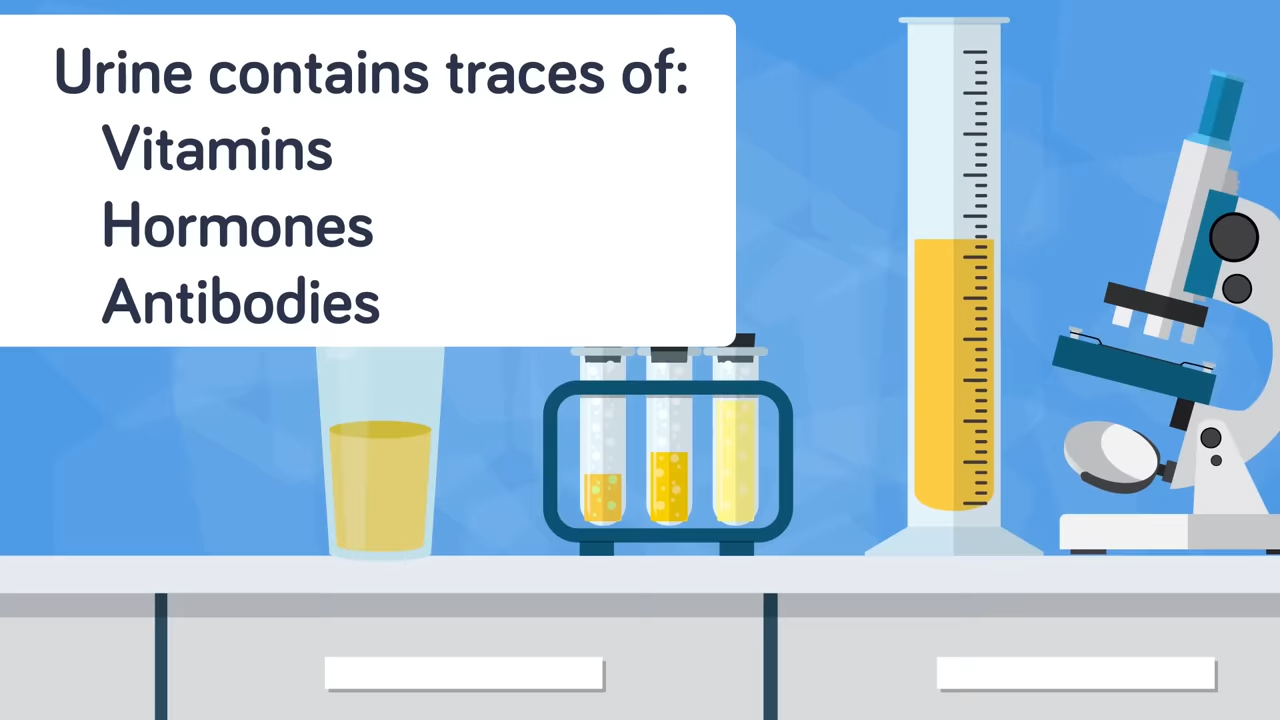 Urine contains traces of:
Vitamins
Hormones
Antibodies